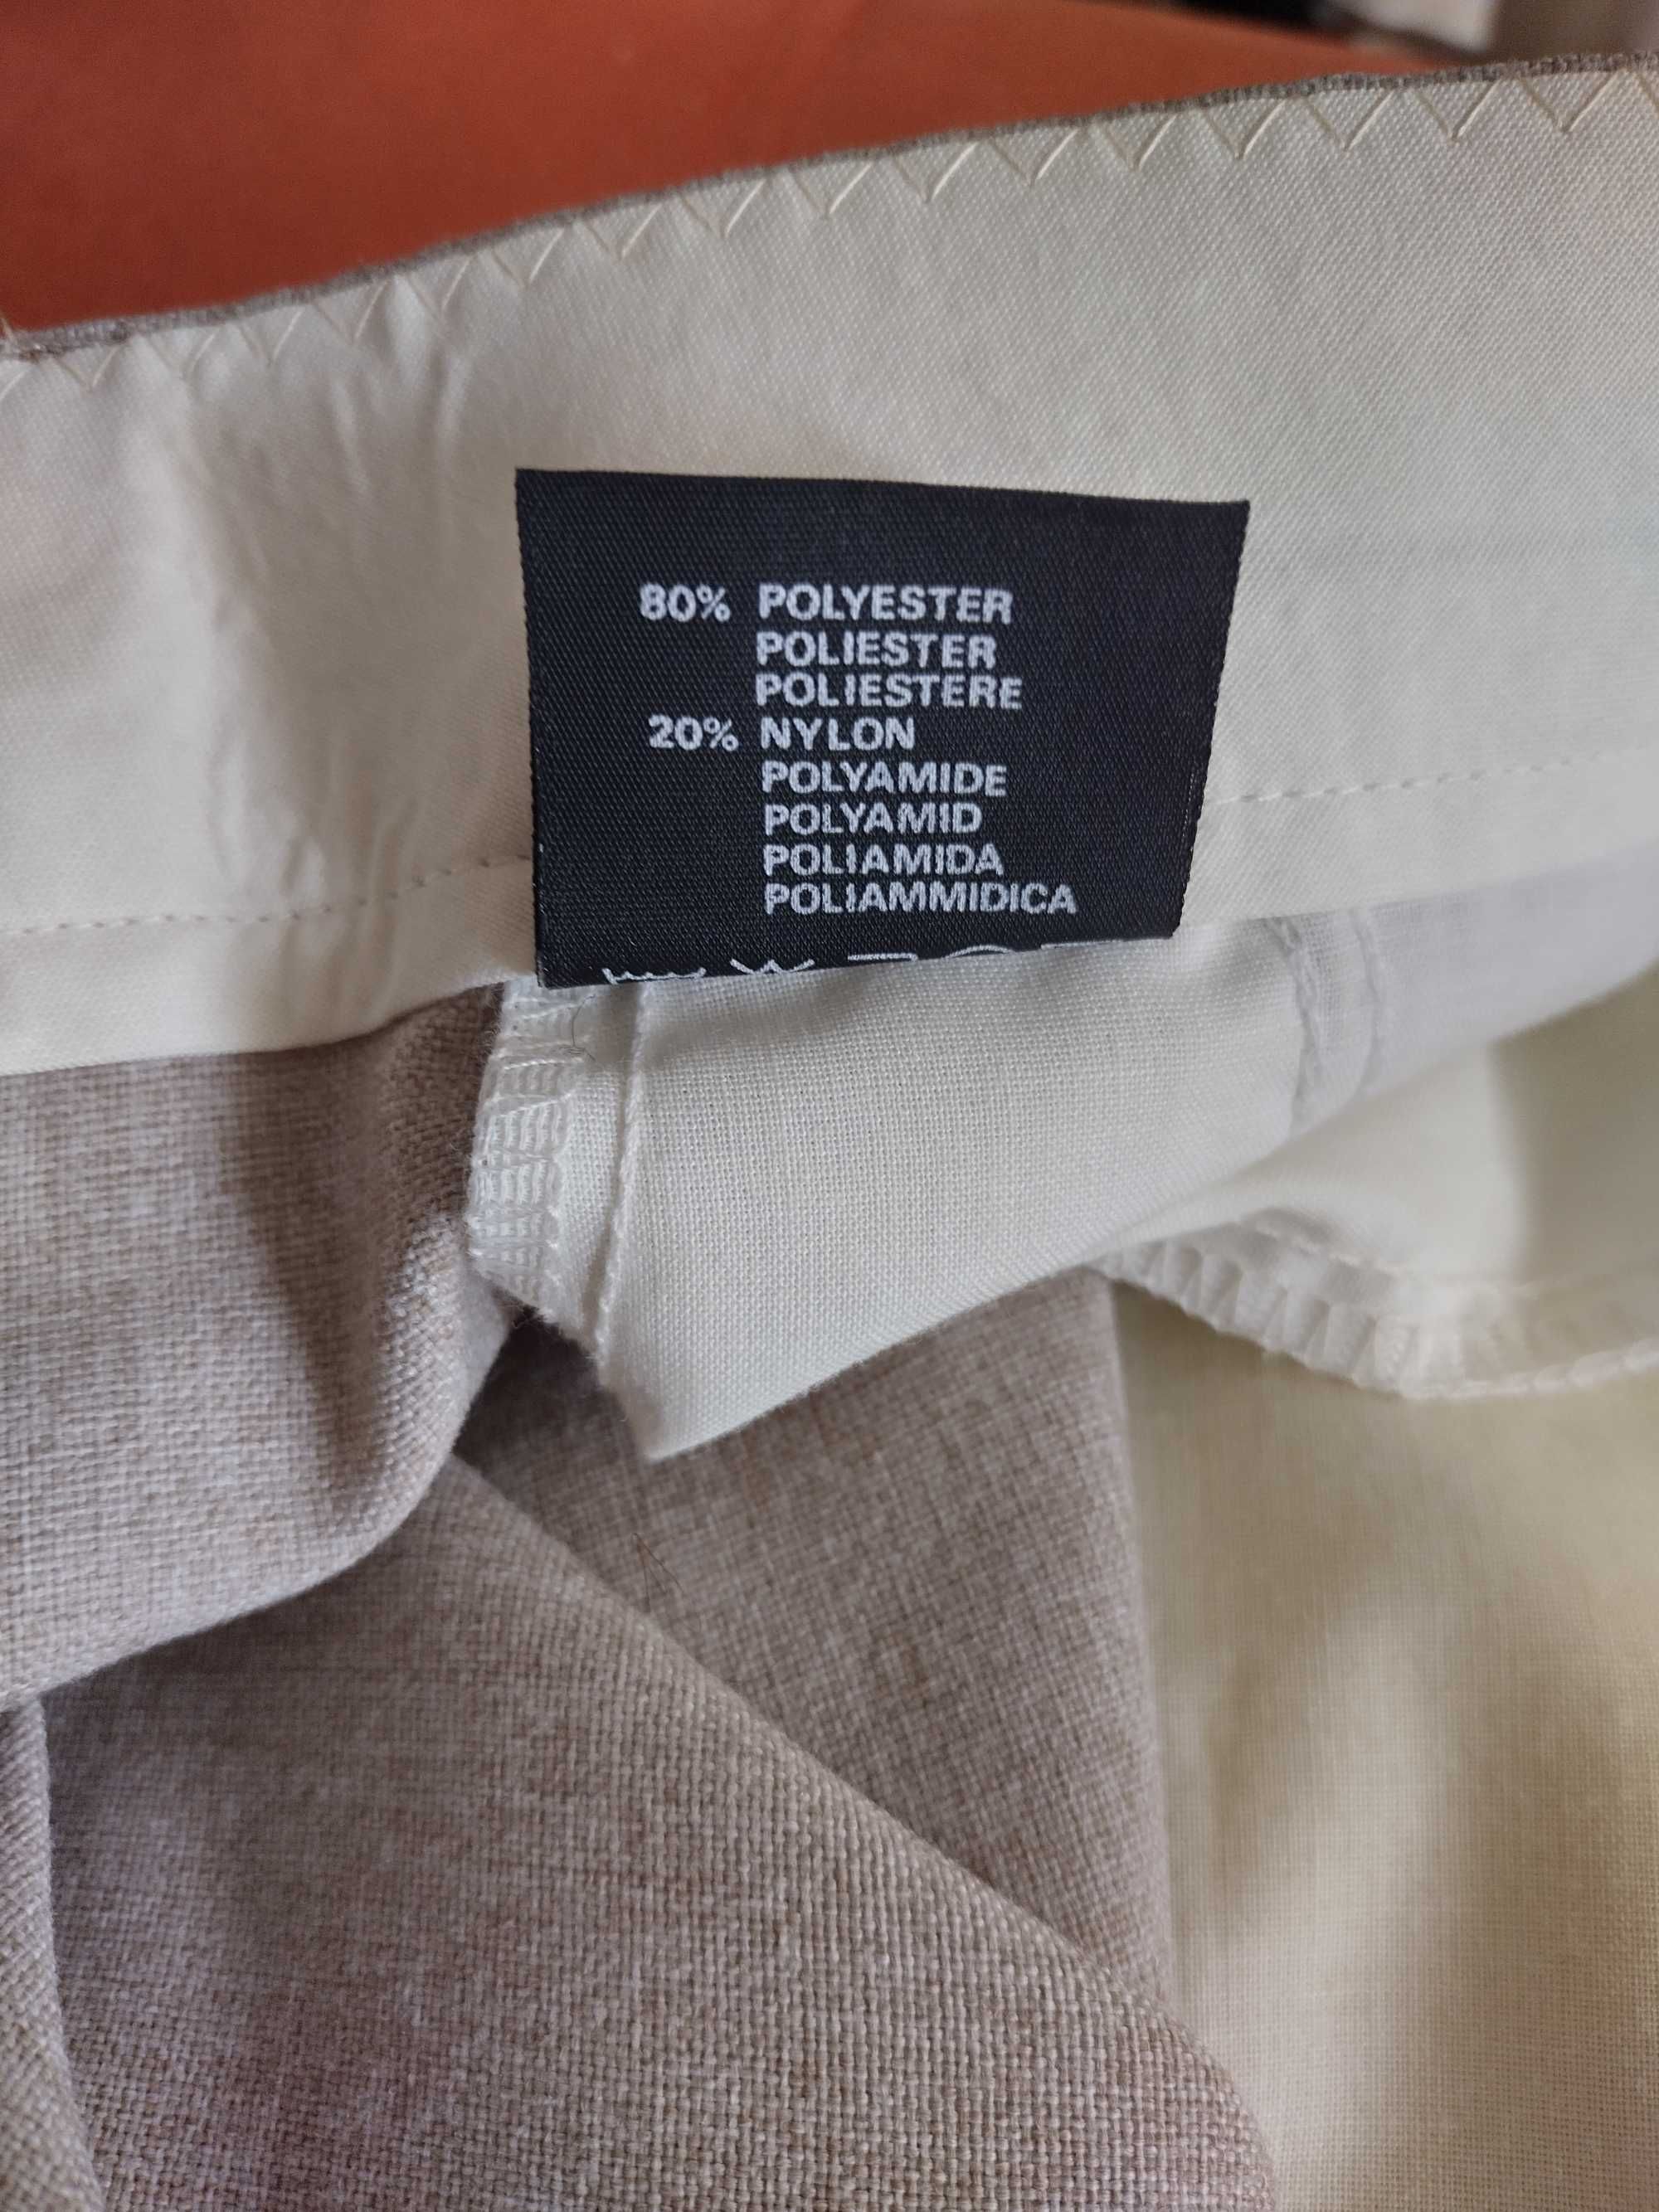 80% POLYESTER
POLIESTER
POLIESTERE
20% NYLON
POLYAMIDE
POLYAMID
POLIAMIDA
POLIAMMIDICA